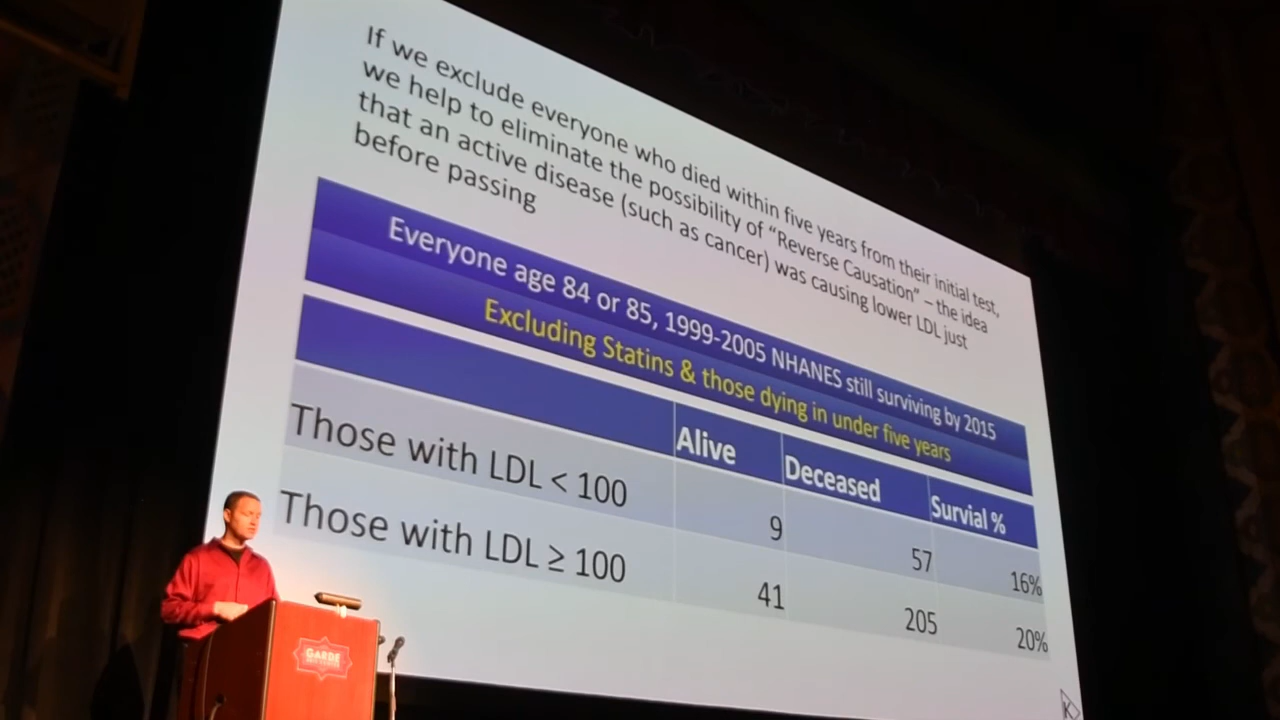 If we exclude everyone who died within five years from their initial test,
we help to eliminate the possibility of “Reverse Causation” – the idea
that an active disease (such as cancer) was causing lower LDL just
before passing
Everyone age 84 or 85, 1999-2005 NHANES still surviving by 2015
Excluding Statins & those dying in under five years
Alive Deceased Survial %
Those with LDL < 100 9 57 16%
Those with LDL ≥ 100 41 205 20%
GARDE
K